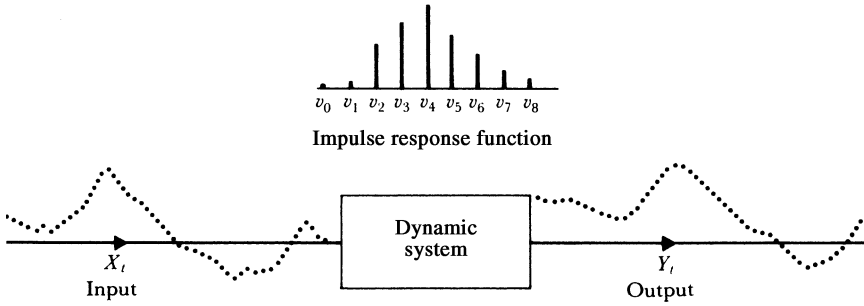 v0 v1 v2 v3 v4 v5 v6 v7 v8
Impulse response function
Dynamic
system
Xt
Input
Yt
Output